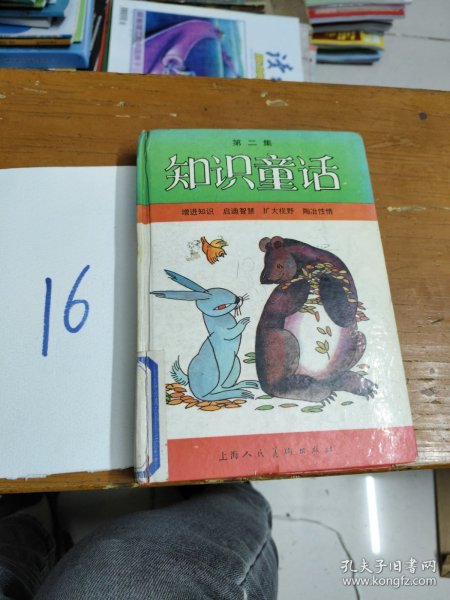 读
第二集
知识童话
增进知识 启迪智慧 扩大视野 陶冶性情
16
上海人民美术出版社
孔夫子旧书网
www.kongfz.com